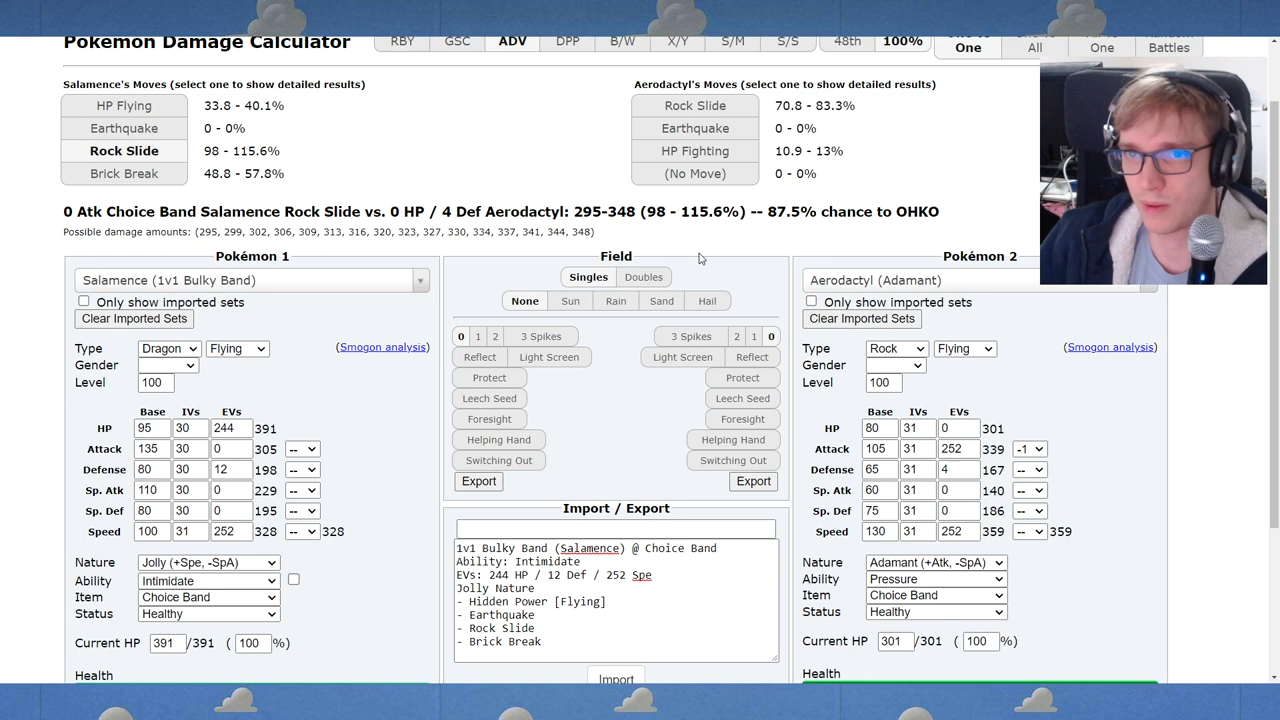 Pokemon Damage Calculator
RBY GSC ADV DPP B/W X/Y S/M S/S 48th 100% One All One Battles
Salamence's Moves (select one to show detailed results)
HP Flying 33.8 - 40.1%
Earthquake 0 - 0%
Rock Slide 98 - 115.6%
Brick Break 48.8 - 57.8%
Aerodactyl's Moves (select one to show detailed results)
Rock Slide 70.8 - 83.3%
Earthquake 0 - 0%
HP Fighting 10.9 - 13%
(No Move) 0 - 0%
0 Atk Choice Band Salamence Rock Slide vs. 0 HP / 4 Def Aerodactyl: 295-348 (98 - 115.6%) -- 87.5% chance to OHKO
Possible damage amounts: (295, 299, 302, 306, 309, 313, 316, 320, 323, 327, 330, 334, 337, 341, 344, 348)
Pokémon 1
Salamence (1v1 Bulky Band)
Only show imported sets
Clear Imported Sets
Type Dragon Flying (Smogon analysis)
Gender
Level 100
Base IVs EVs
HP 95 30 244 391
Attack 135 30 0 305 --
Defense 80 30 12 198 --
Sp. Atk 110 30 0 229 --
Sp. Def 80 30 0 195 --
Speed 100 31 252 328 -- 328
Nature Jolly (+Spe, -SpA)
Ability Intimidate
Item Choice Band
Status Healthy
Current HP 391 /391 ( 100 %)
Health
Field
Singles Doubles
None Sun Rain Sand Hail
0 1 2 3 Spikes 3 Spikes 2 1 0
Reflect Light Screen Light Screen Reflect
Protect Protect
Leech Seed Leech Seed
Foresight Foresight
Helping Hand Helping Hand
Switching Out Switching Out
Export Export
Import / Export
1v1 Bulky Band (Salamence) @ Choice Band
Ability: Intimidate
EVs: 244 HP / 12 Def / 252 Spe
Jolly Nature
- Hidden Power [Flying]
- Earthquake
- Rock Slide
- Brick Break
Import
Pokémon 2
Aerodactyl (Adamant)
Only show imported sets
Clear Imported Sets
Type Rock Flying (Smogon analysis)
Gender
Level 100
Base IVs EVs
HP 80 31 0 301
Attack 105 31 252 339 -1
Defense 65 31 4 167 --
Sp. Atk 60 31 0 140 --
Sp. Def 75 31 0 186 --
Speed 130 31 252 359 -- 359
Nature Adamant (+Atk, -SpA)
Ability Pressure
Item Choice Band
Status Healthy
Current HP 301 /301 ( 100 %)
Health